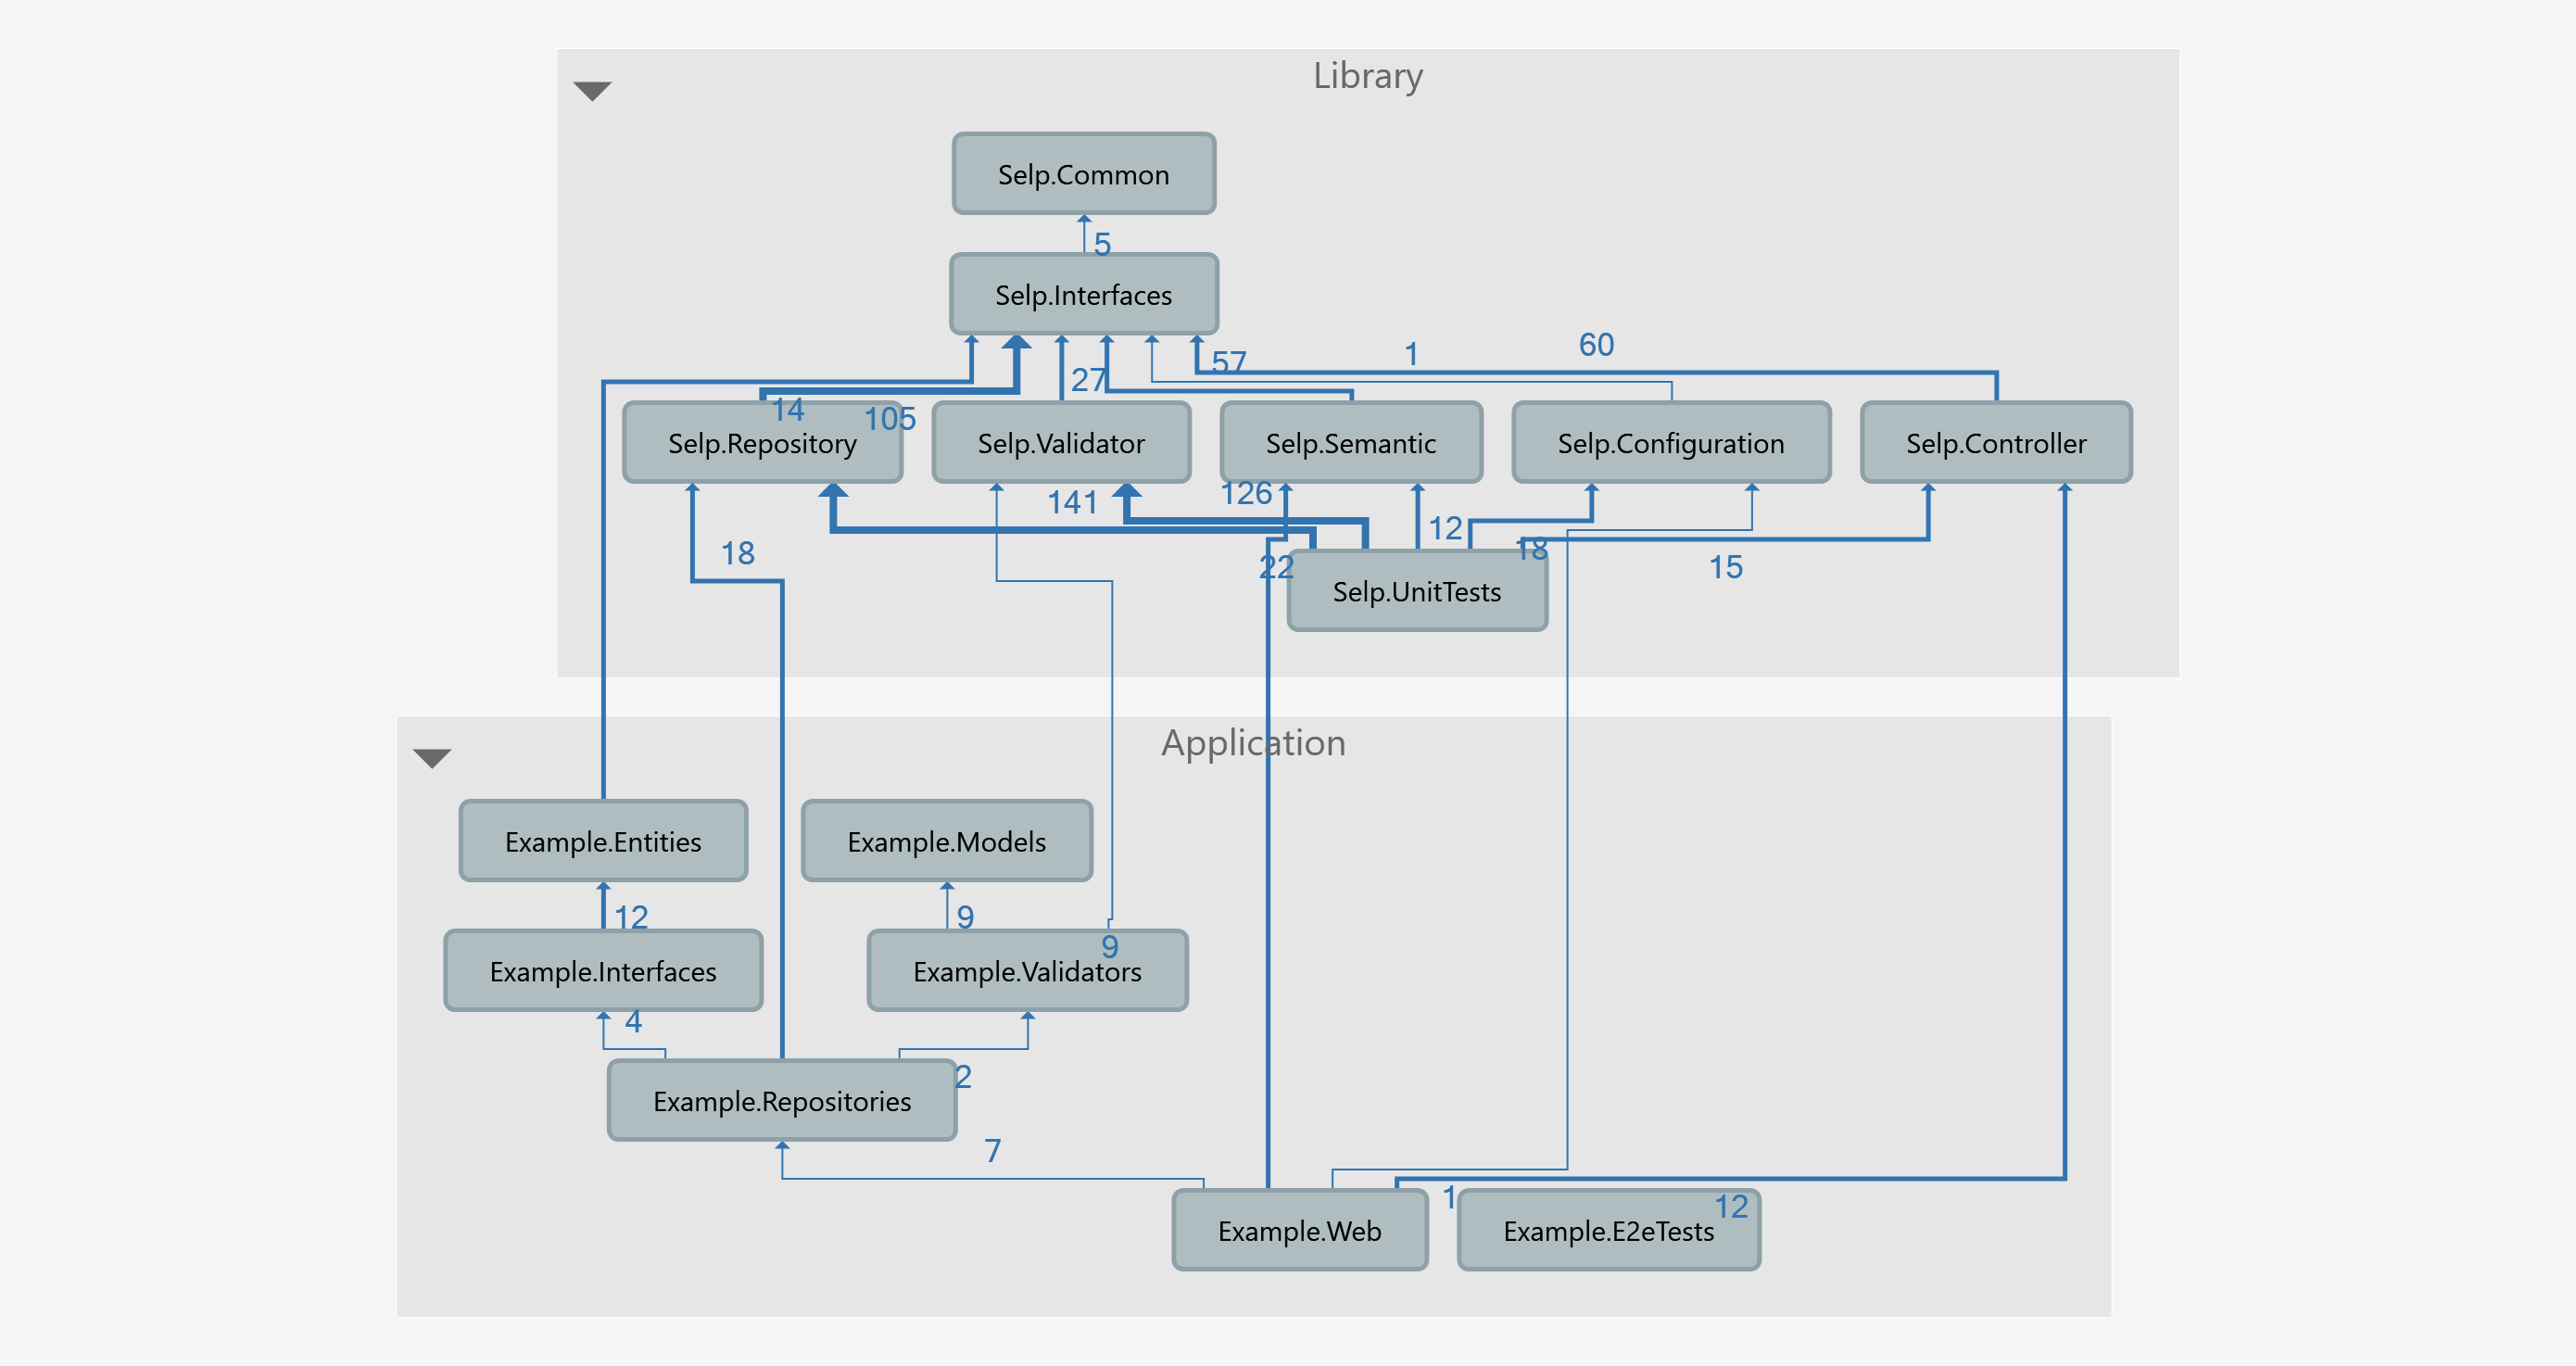 Library
Selp.Common
5
Selp.Interfaces
60
1
57
27
14
105
Selp.Repository
Selp.Validator
Selp.Semantic
Selp.Configuration
Selp.Controller
141
126
12
18
18
22
15
Selp.UnitTests
Application
Example.Entities
Example.Models
12
9
9
Example.Interfaces
Example.Validators
4
2
Example.Repositories
7
1
12
Example.Web
Example.E2eTests